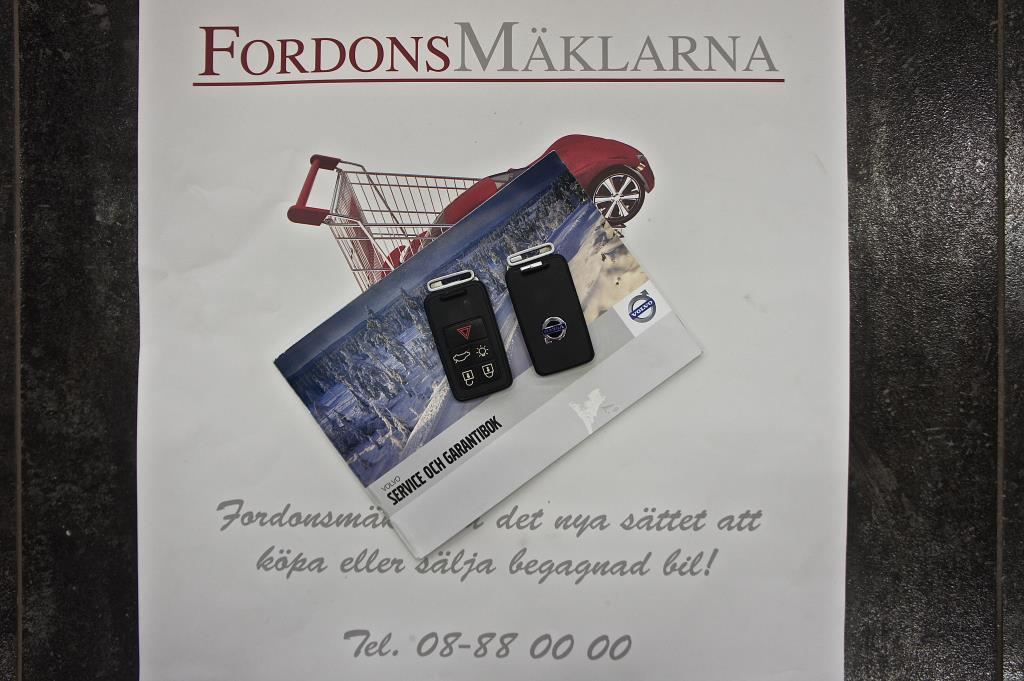 FORDONSMÄKLARNA
VOLVO
VOLVO
VOLVO
SERVICE OCH GARANTIBOK
det nya sättet att
köpa eller sälja begagnad bil!
Tel. 08-88 00 00